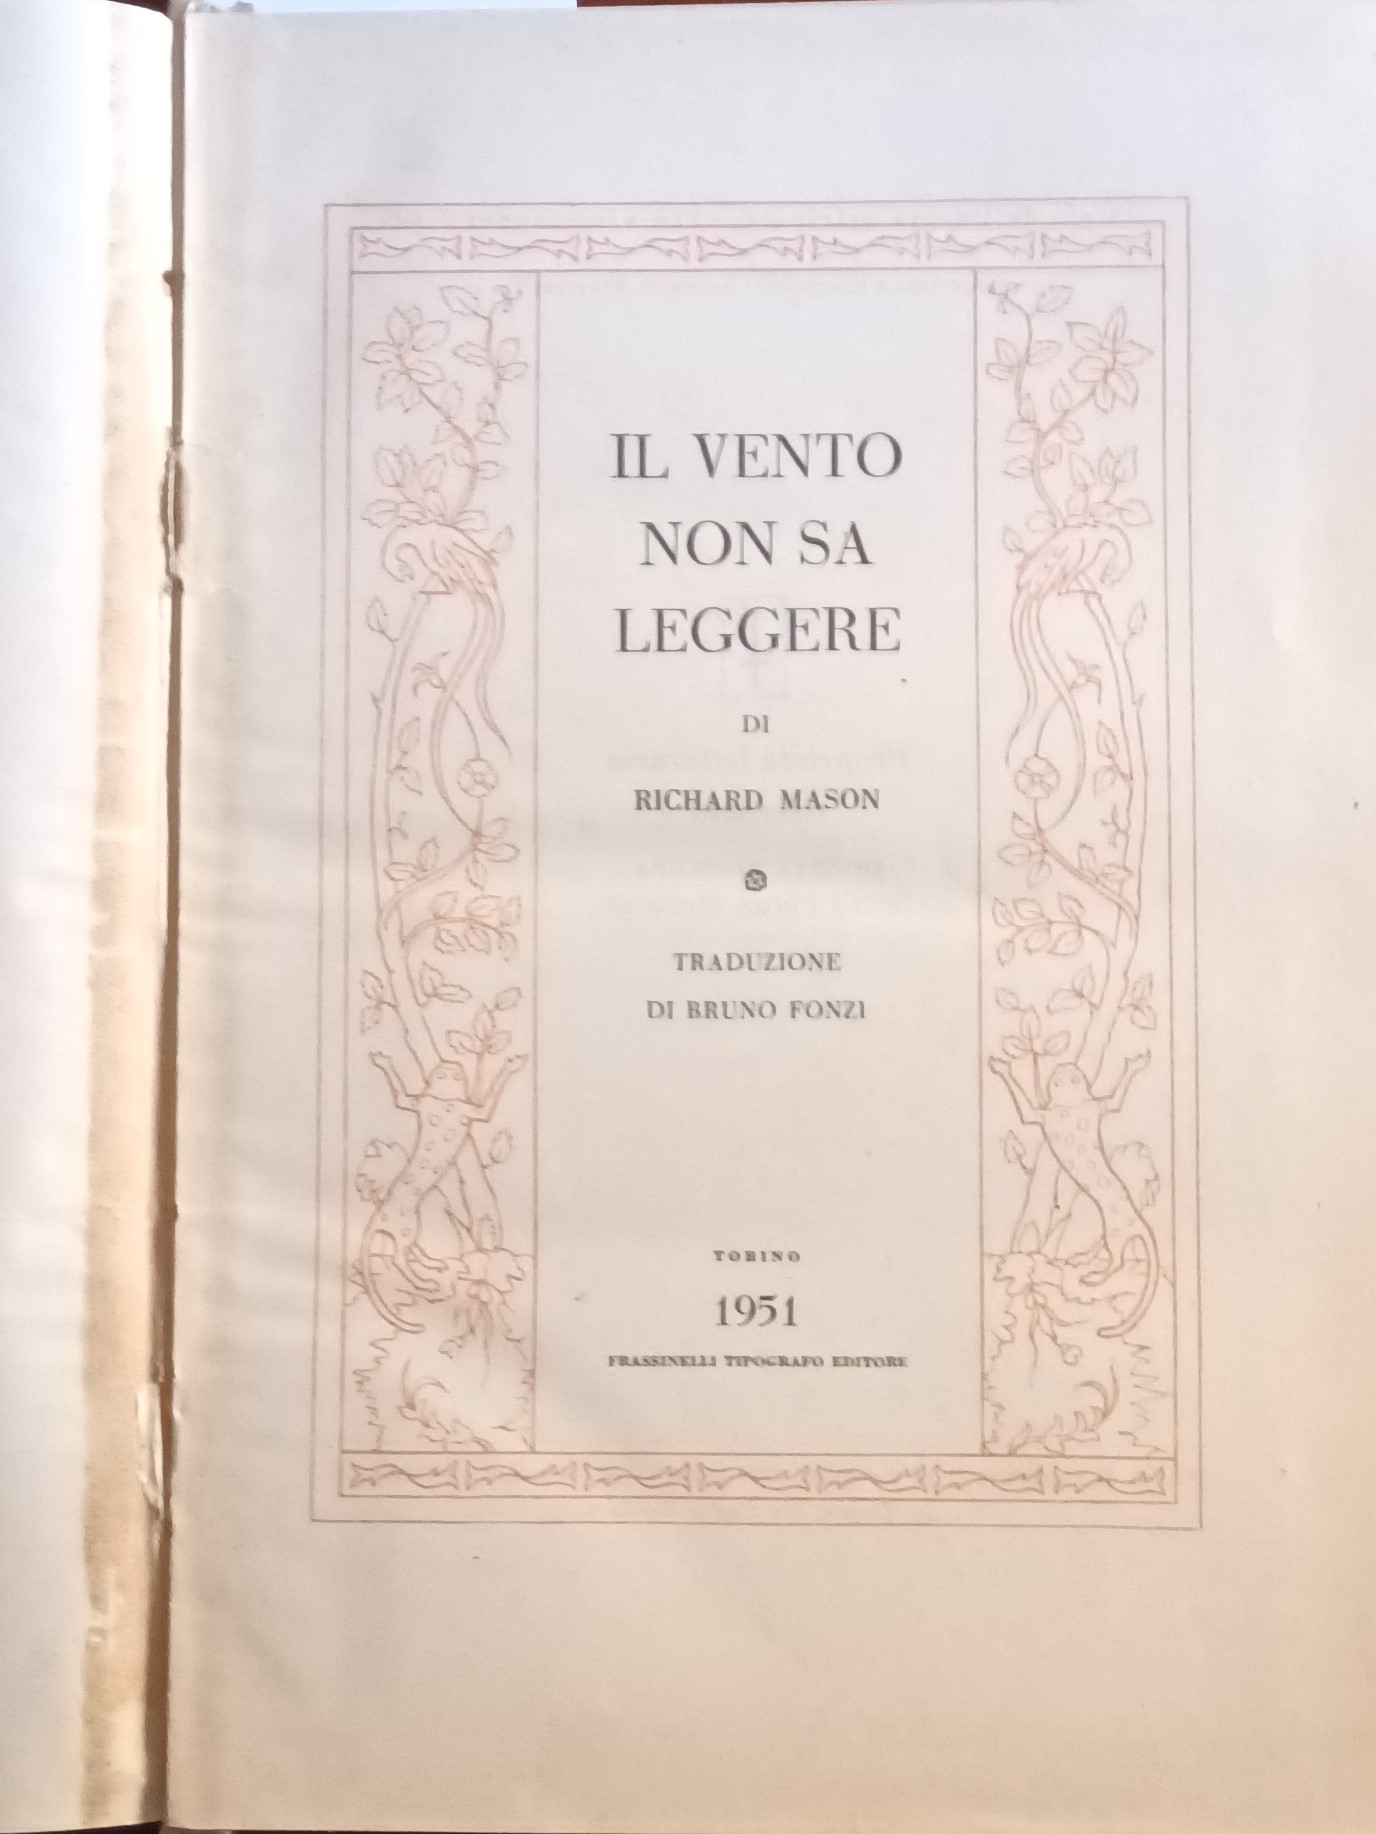 IL VENTO
NON SA
LEGGERE
DI
RICHARD MASON
TRADUZIONE
DI BRUNO FONZI
TORINO
1951
FRASSINELLI TIPOGRAFO EDITORE